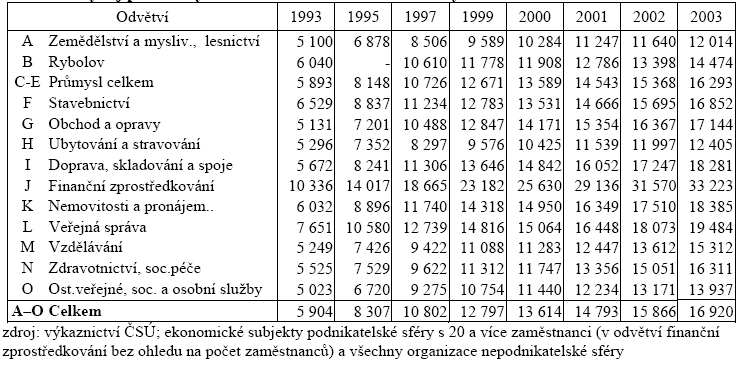 Odvětví 1993 1995 1997 1999 2000 2001 2002 2003
A Zemědělství a mysliv., lesnictví 5 100 6 878 8 506 9 589 10 284 11 247 11 640 12 014
B Rybolov 6 040 - 10 610 11 778 11 908 12 786 13 398 14 474
C-E Průmysl celkem 5 893 8 148 10 726 12 671 13 589 14 543 15 368 16 293
F Stavebnictví 6 529 8 837 11 234 12 783 13 531 14 666 15 695 16 852
G Obchod a opravy 5 131 7 201 10 488 12 847 14 171 15 354 16 367 17 144
H Ubytování a stravování 5 296 7 352 8 297 9 576 10 425 11 539 11 997 12 405
I Doprava, skladování a spoje 5 672 8 241 11 306 13 646 14 842 16 052 17 247 18 281
J Finanční zprostředkování 10 336 14 017 18 665 23 182 25 630 29 136 31 570 33 223
K Nemovitosti a pronájem.. 6 032 8 896 11 740 14 318 14 950 16 349 17 510 18 385
L Veřejná správa 7 651 10 580 12 739 14 816 15 064 16 448 18 073 19 484
M Vzdělávání 5 249 7 426 9 422 11 088 11 283 12 447 13 612 15 312
N Zdravotnictví, soc.péče 5 525 7 529 9 622 11 312 11 747 13 356 15 051 16 311
O Ost.veřejné, soc. a osobní služby 5 023 6 720 9 275 10 754 11 440 12 234 13 171 13 937
A–O Celkem 5 904 8 307 10 802 12 797 13 614 14 793 15 866 16 920
zdroj: výkaznictví ČSÚ; ekonomické subjekty podnikatelské sféry s 20 a více zaměstnanci (v odvětví finanční
zprostředkování bez ohledu na počet zaměstnanců) a všechny organizace nepodnikatelské sféry